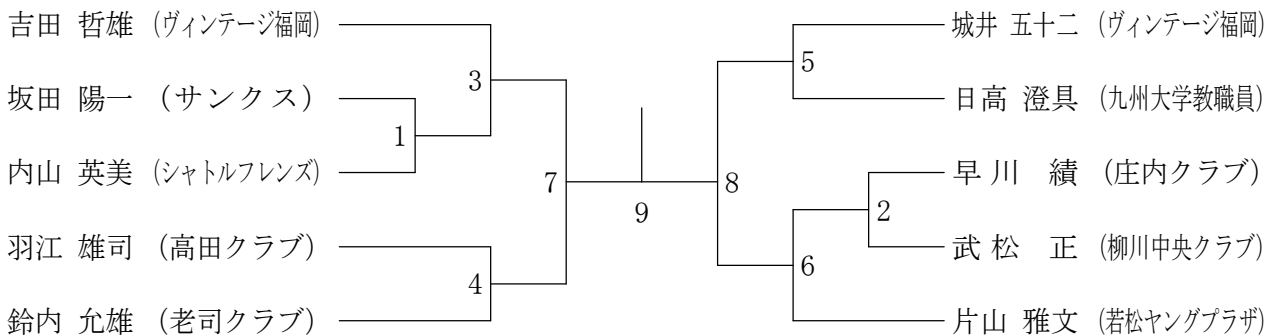 吉田 哲雄 (ヴィンテージ福岡)
坂田 陽一 (サンクス)
内山 英美 (シャトルフレンズ)
羽江 雄司 (高田クラブ)
鈴内 允雄 (老司クラブ)
3
1
7
4
9
8
5
2
6
城井 五十二 (ヴィンテージ福岡)
日高 澄具 (九州大学教職員)
早川 績 (庄内クラブ)
武松 正 (柳川中央クラブ)
片山 雅文 (若松ヤングプラザ)